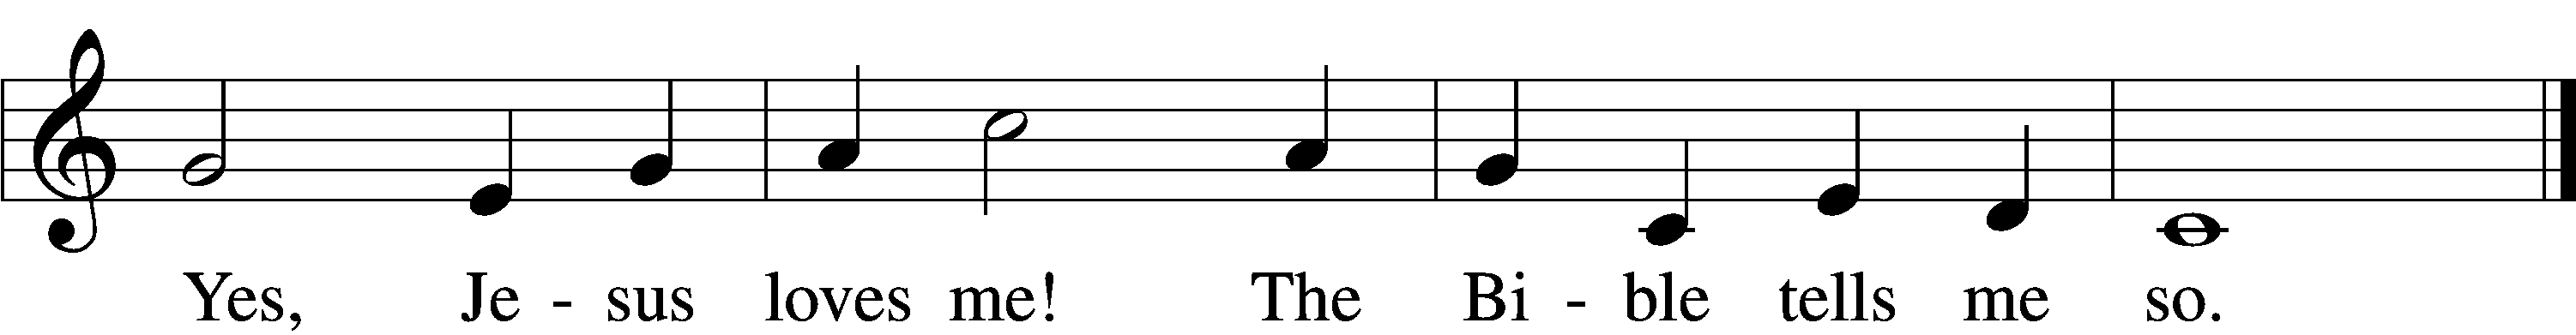 Yes, Je - sus loves me! The Bi - ble tells me so.